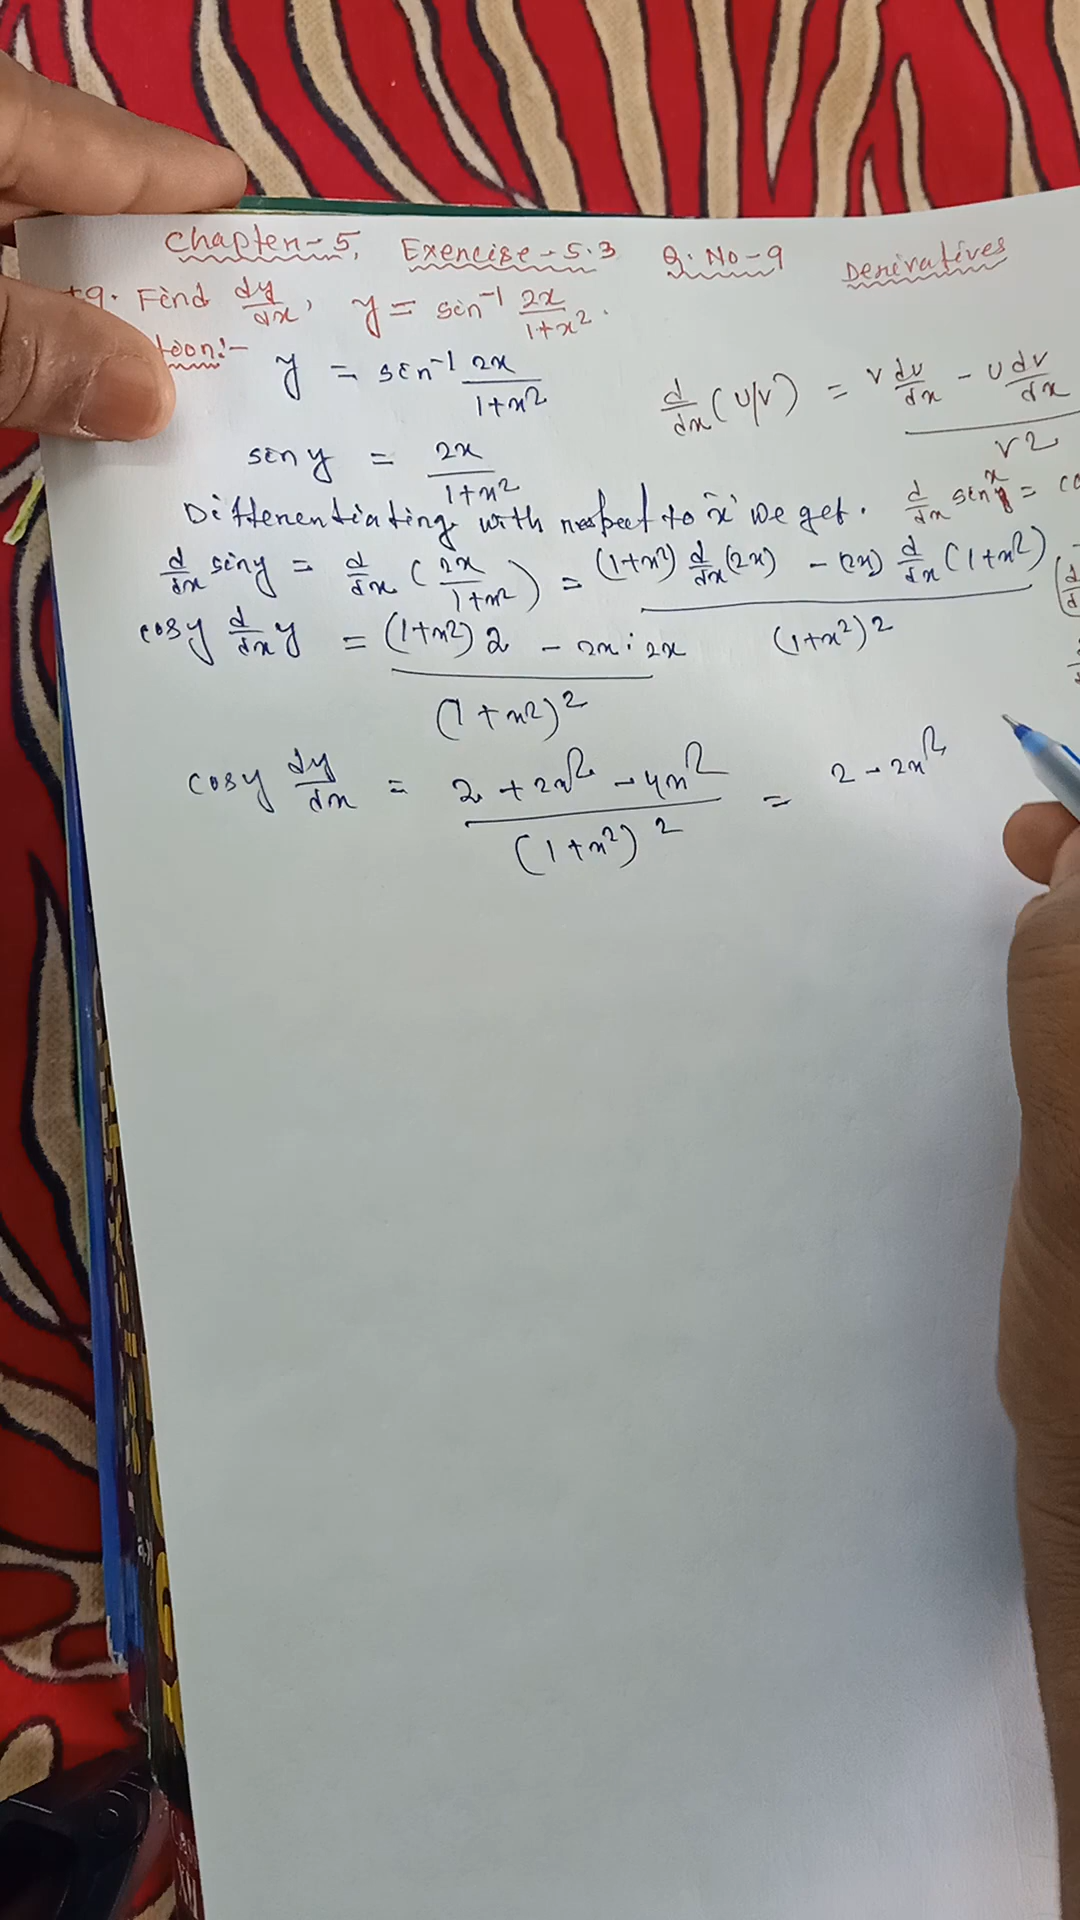 Chapter-5, Exercise-5.3 Q.No-9 Derivatives
9. Find dy/dx, y = sin⁻¹ 2x/1+x².
y = sin⁻¹ 2x/1+x²
d/dx (u/v) = v du/dx - u dv/dx / v2
sin y = 2x/1+x²
Differentiating with respect to 'x' we get. d/dx sin x =
d/dx sin y = d/dx (2x/1+x²) = (1+x²) d/dx (2x) - (2x) d/dx (1+x²) / (1+x²)2
cos y d/dx y = (1+x²) 2 - 2x . 2x / (1+x²)2
cos y dy/dx = 2 + 2x² - 4x² / (1+x²)2 = 2 - 2x²